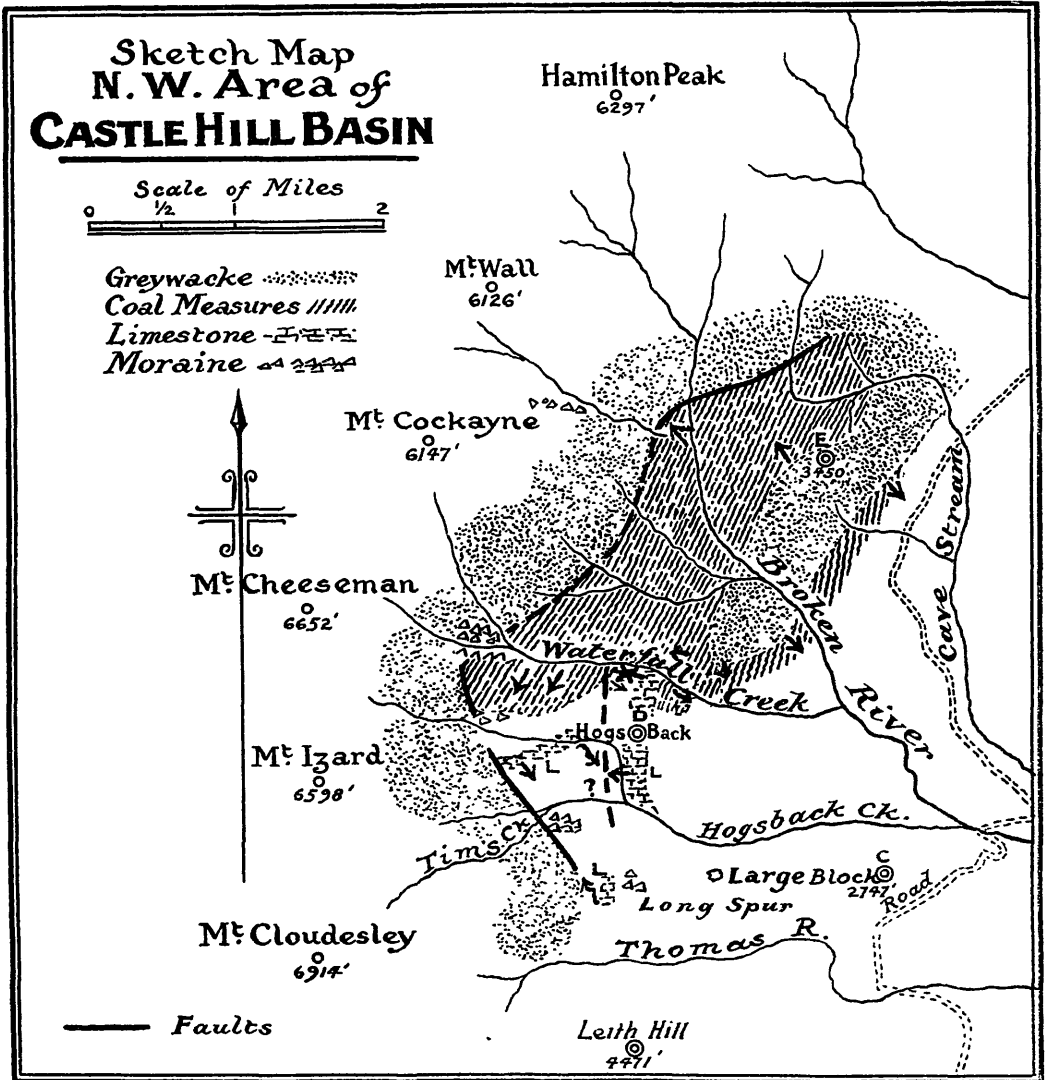 Sketch Map
N.W. Area of
CASTLE HILL BASIN
Scale of Miles
0 1/2 2
Greywacke
Coal Measures
Limestone
Moraine
Hamilton Peak
6297'
Mt. Wall
6126'
Mt. Cockayne
6147'
E
3450
Cave Stream
Mt. Cheeseman
6652'
Broken River
Waterfall Creek
D
Hogs Back
Mt. Izard
6598'
L
L
?
Tims Ck
Hogsback Ck.
L
Large Block
C
2747'
Road
Long Spur
Mt. Cloudesley
6914'
Thomas R.
Faults
Leith Hill
4471'